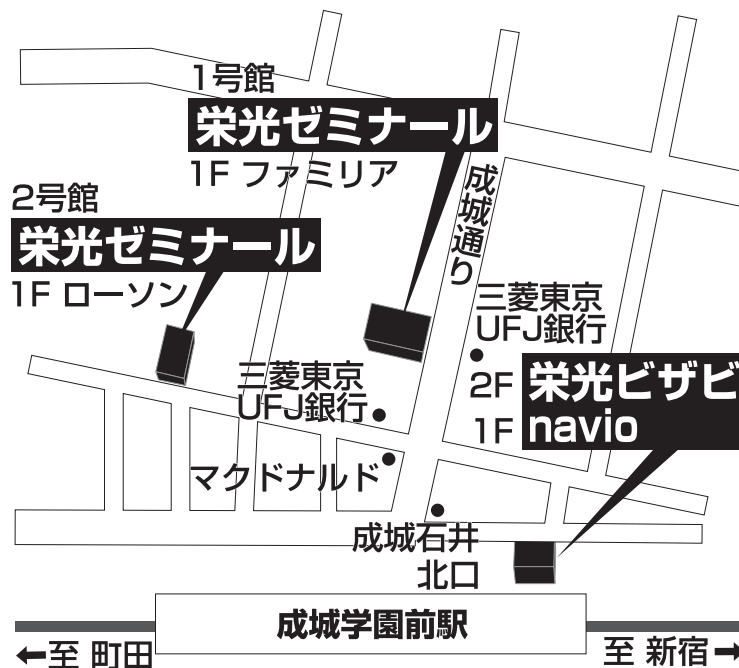 1号館
栄光ゼミナール
1F ファミリア
2号館
栄光ゼミナール
1F ローソン
成城通り
三菱東京
UFJ銀行
2F 栄光ビザビ
1F navio
三菱東京
UFJ銀行
マクドナルド
成城石井
北口
成城学園前駅
←至 町田
至 新宿→